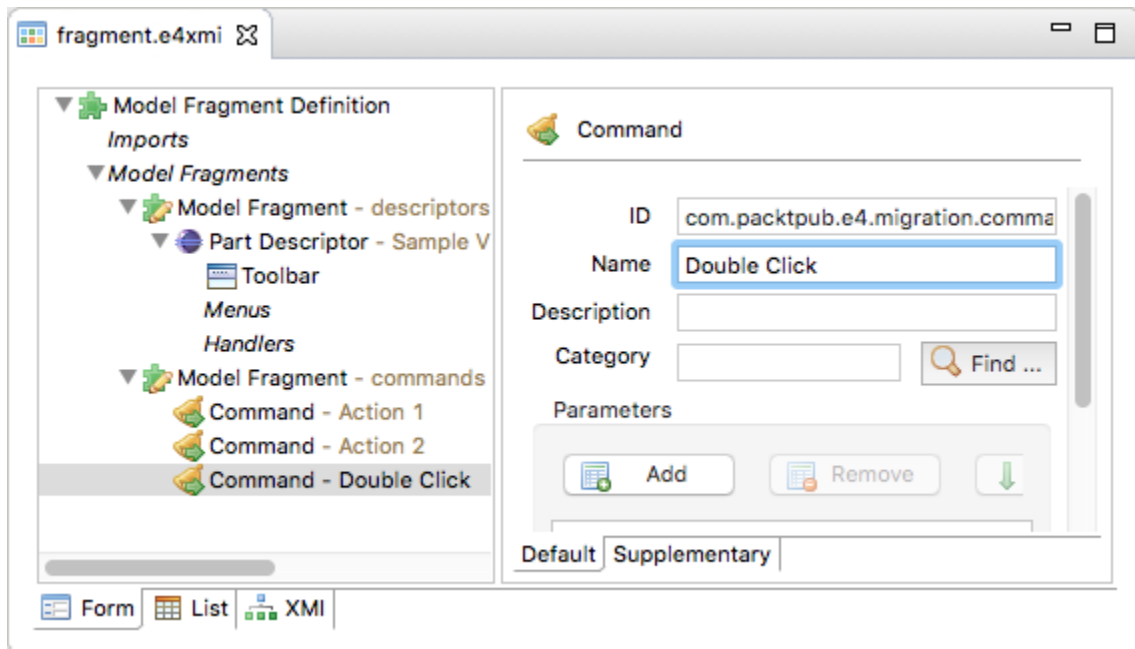 fragment.e4xmi
Model Fragment Definition
Imports
Model Fragments
Model Fragment - descriptors
Part Descriptor - Sample V
Toolbar
Menus
Handlers
Model Fragment - commands
Command - Action 1
Command - Action 2
Command - Double Click
Command
ID com.packtpub.e4.migration.comma
Name Double Click
Description
Category Find ...
Parameters
Add Remove
Default Supplementary
Form List XMI